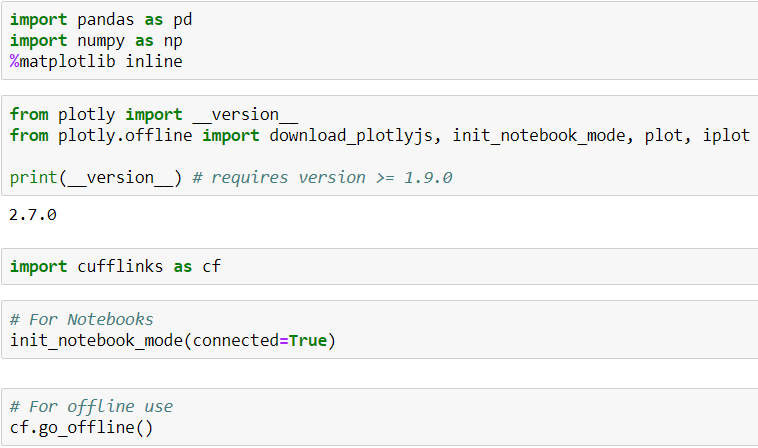 import pandas as pd
import numpy as np
%matplotlib inline
from plotly import __version__
from plotly.offline import download_plotlyjs, init_notebook_mode, plot, iplot
print(__version__) # requires version >= 1.9.0
2.7.0
import cufflinks as cf
# For Notebooks
init_notebook_mode(connected=True)
# For offline use
cf.go_offline()